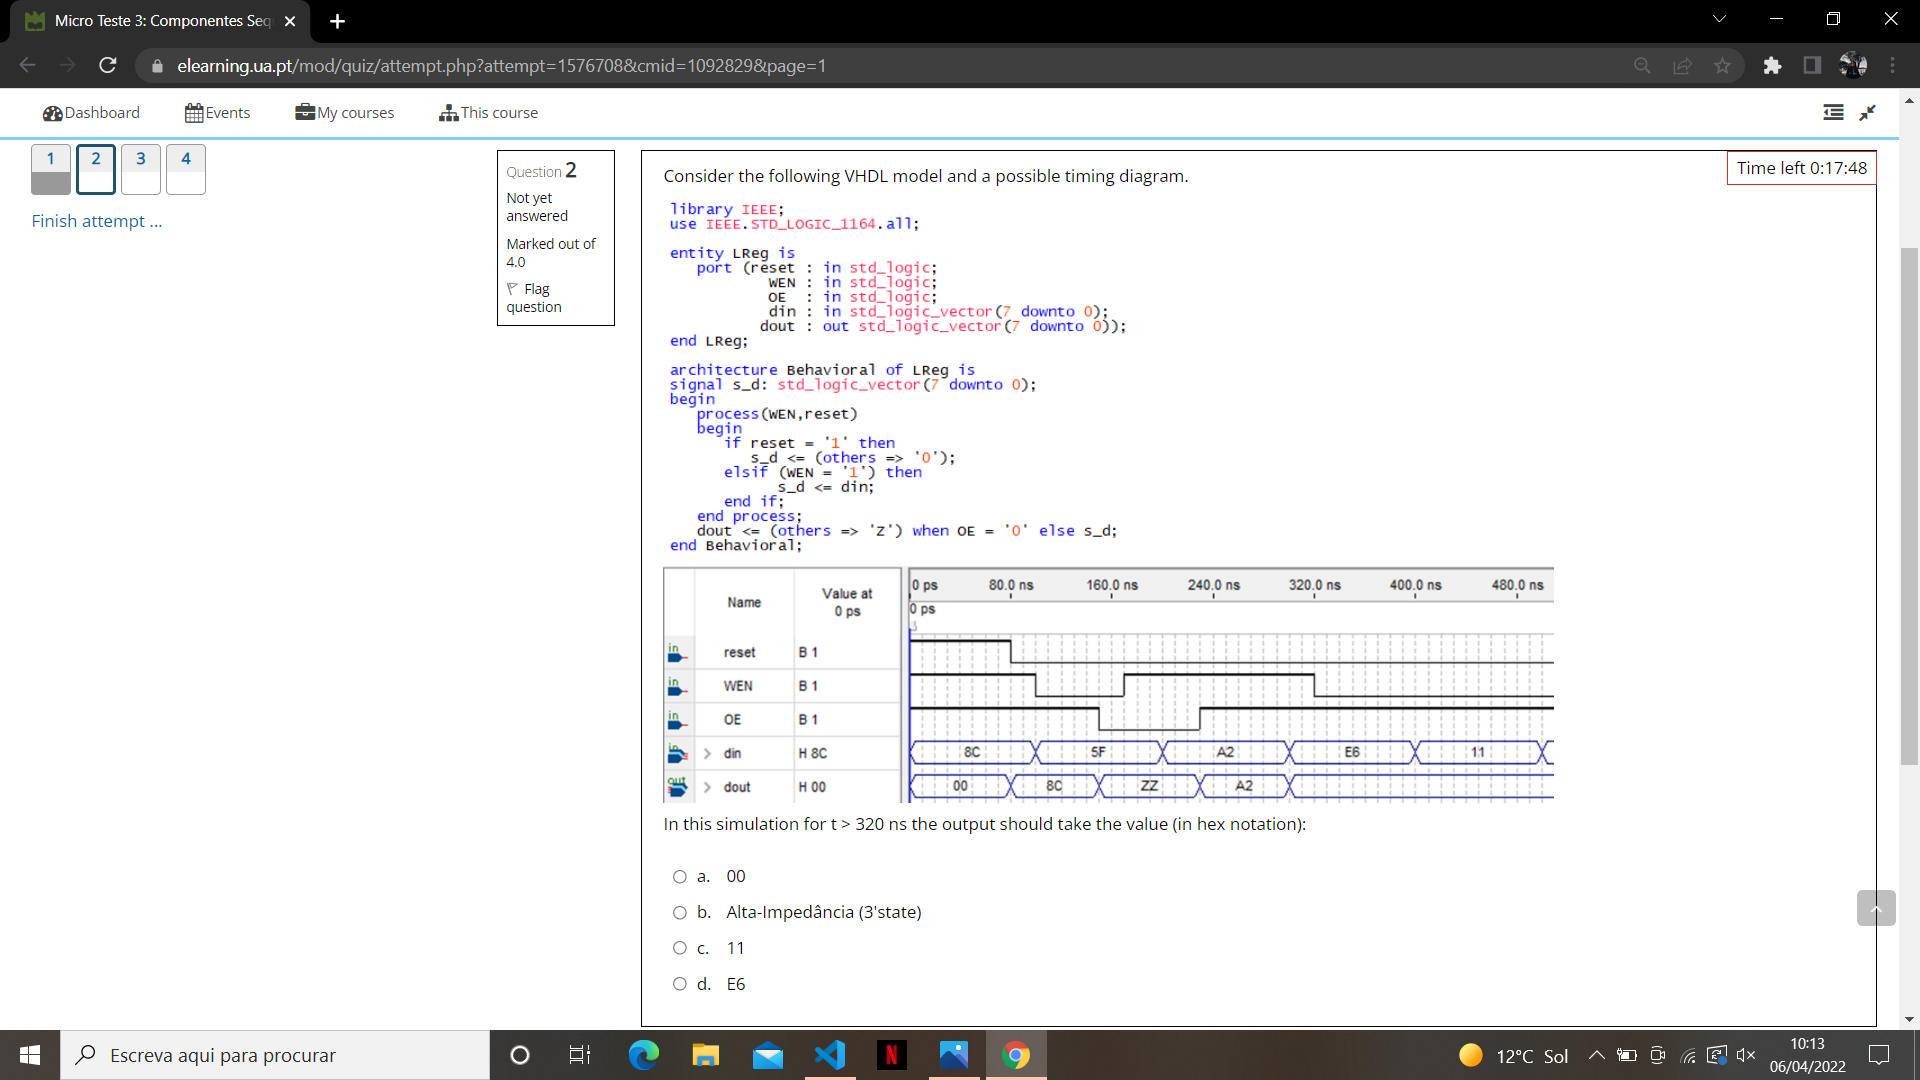 Micro Teste 3: Componentes Seq
elearning.ua.pt/mod/quiz/attempt.php?attempt=1576708&cmid=1092829&page=1
Dashboard
Events
My courses
This course
1 2 3 4
Finish attempt ...
Question 2
Not yet
answered
Marked out of
4.0
Flag
question
Time left 0:17:48
Consider the following VHDL model and a possible timing diagram.
library IEEE;
use IEEE.STD_LOGIC_1164.all;
entity LReg is
port (reset : in std_logic;
WEN : in std_logic;
OE : in std_logic;
din : in std_logic_vector(7 downto 0);
dout : out std_logic_vector(7 downto 0));
end LReg;
architecture Behavioral of LReg is
signal s_d: std_logic_vector(7 downto 0);
begin
process(WEN,reset)
begin
if reset = '1' then
s_d <= (others => '0');
elsif (WEN = '1') then
s_d <= din;
end if;
end process;
dout <= (others => 'Z') when OE = '0' else s_d;
end Behavioral;
Name
Value at
0 ps
0 ps 80.0 ns 160.0 ns 240.0 ns 320.0 ns 400.0 ns 480.0 ns
0 ps
in reset B 1
in WEN B 1
in OE B 1
in > din H 8C 8C 5F A2 E6 11
out > dout H 00 00 8C ZZ A2
In this simulation for t > 320 ns the output should take the value (in hex notation):
a. 00
b. Alta-Impedância (3'state)
c. 11
d. E6
Escreva aqui para procurar
N
12°C Sol
10:13
06/04/2022